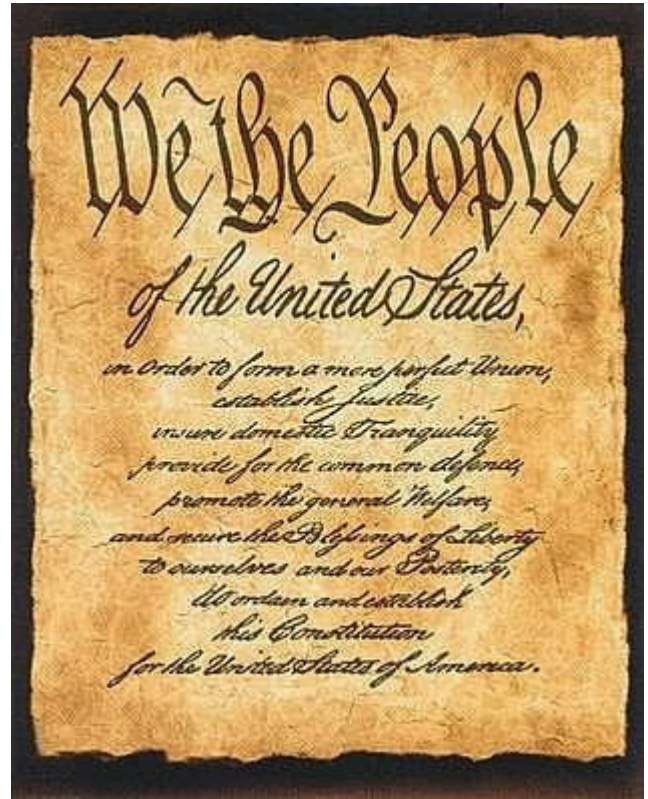 We the People
of the United States,
in Order to form a more perfect Union,
establish Justice,
insure domestic Tranquility
provide for the common defence,
promote the general Welfare,
and secure the Blessings of Liberty
to ourselves and our Posterity,
do ordain and establish
this Constitution
for the United States of America.